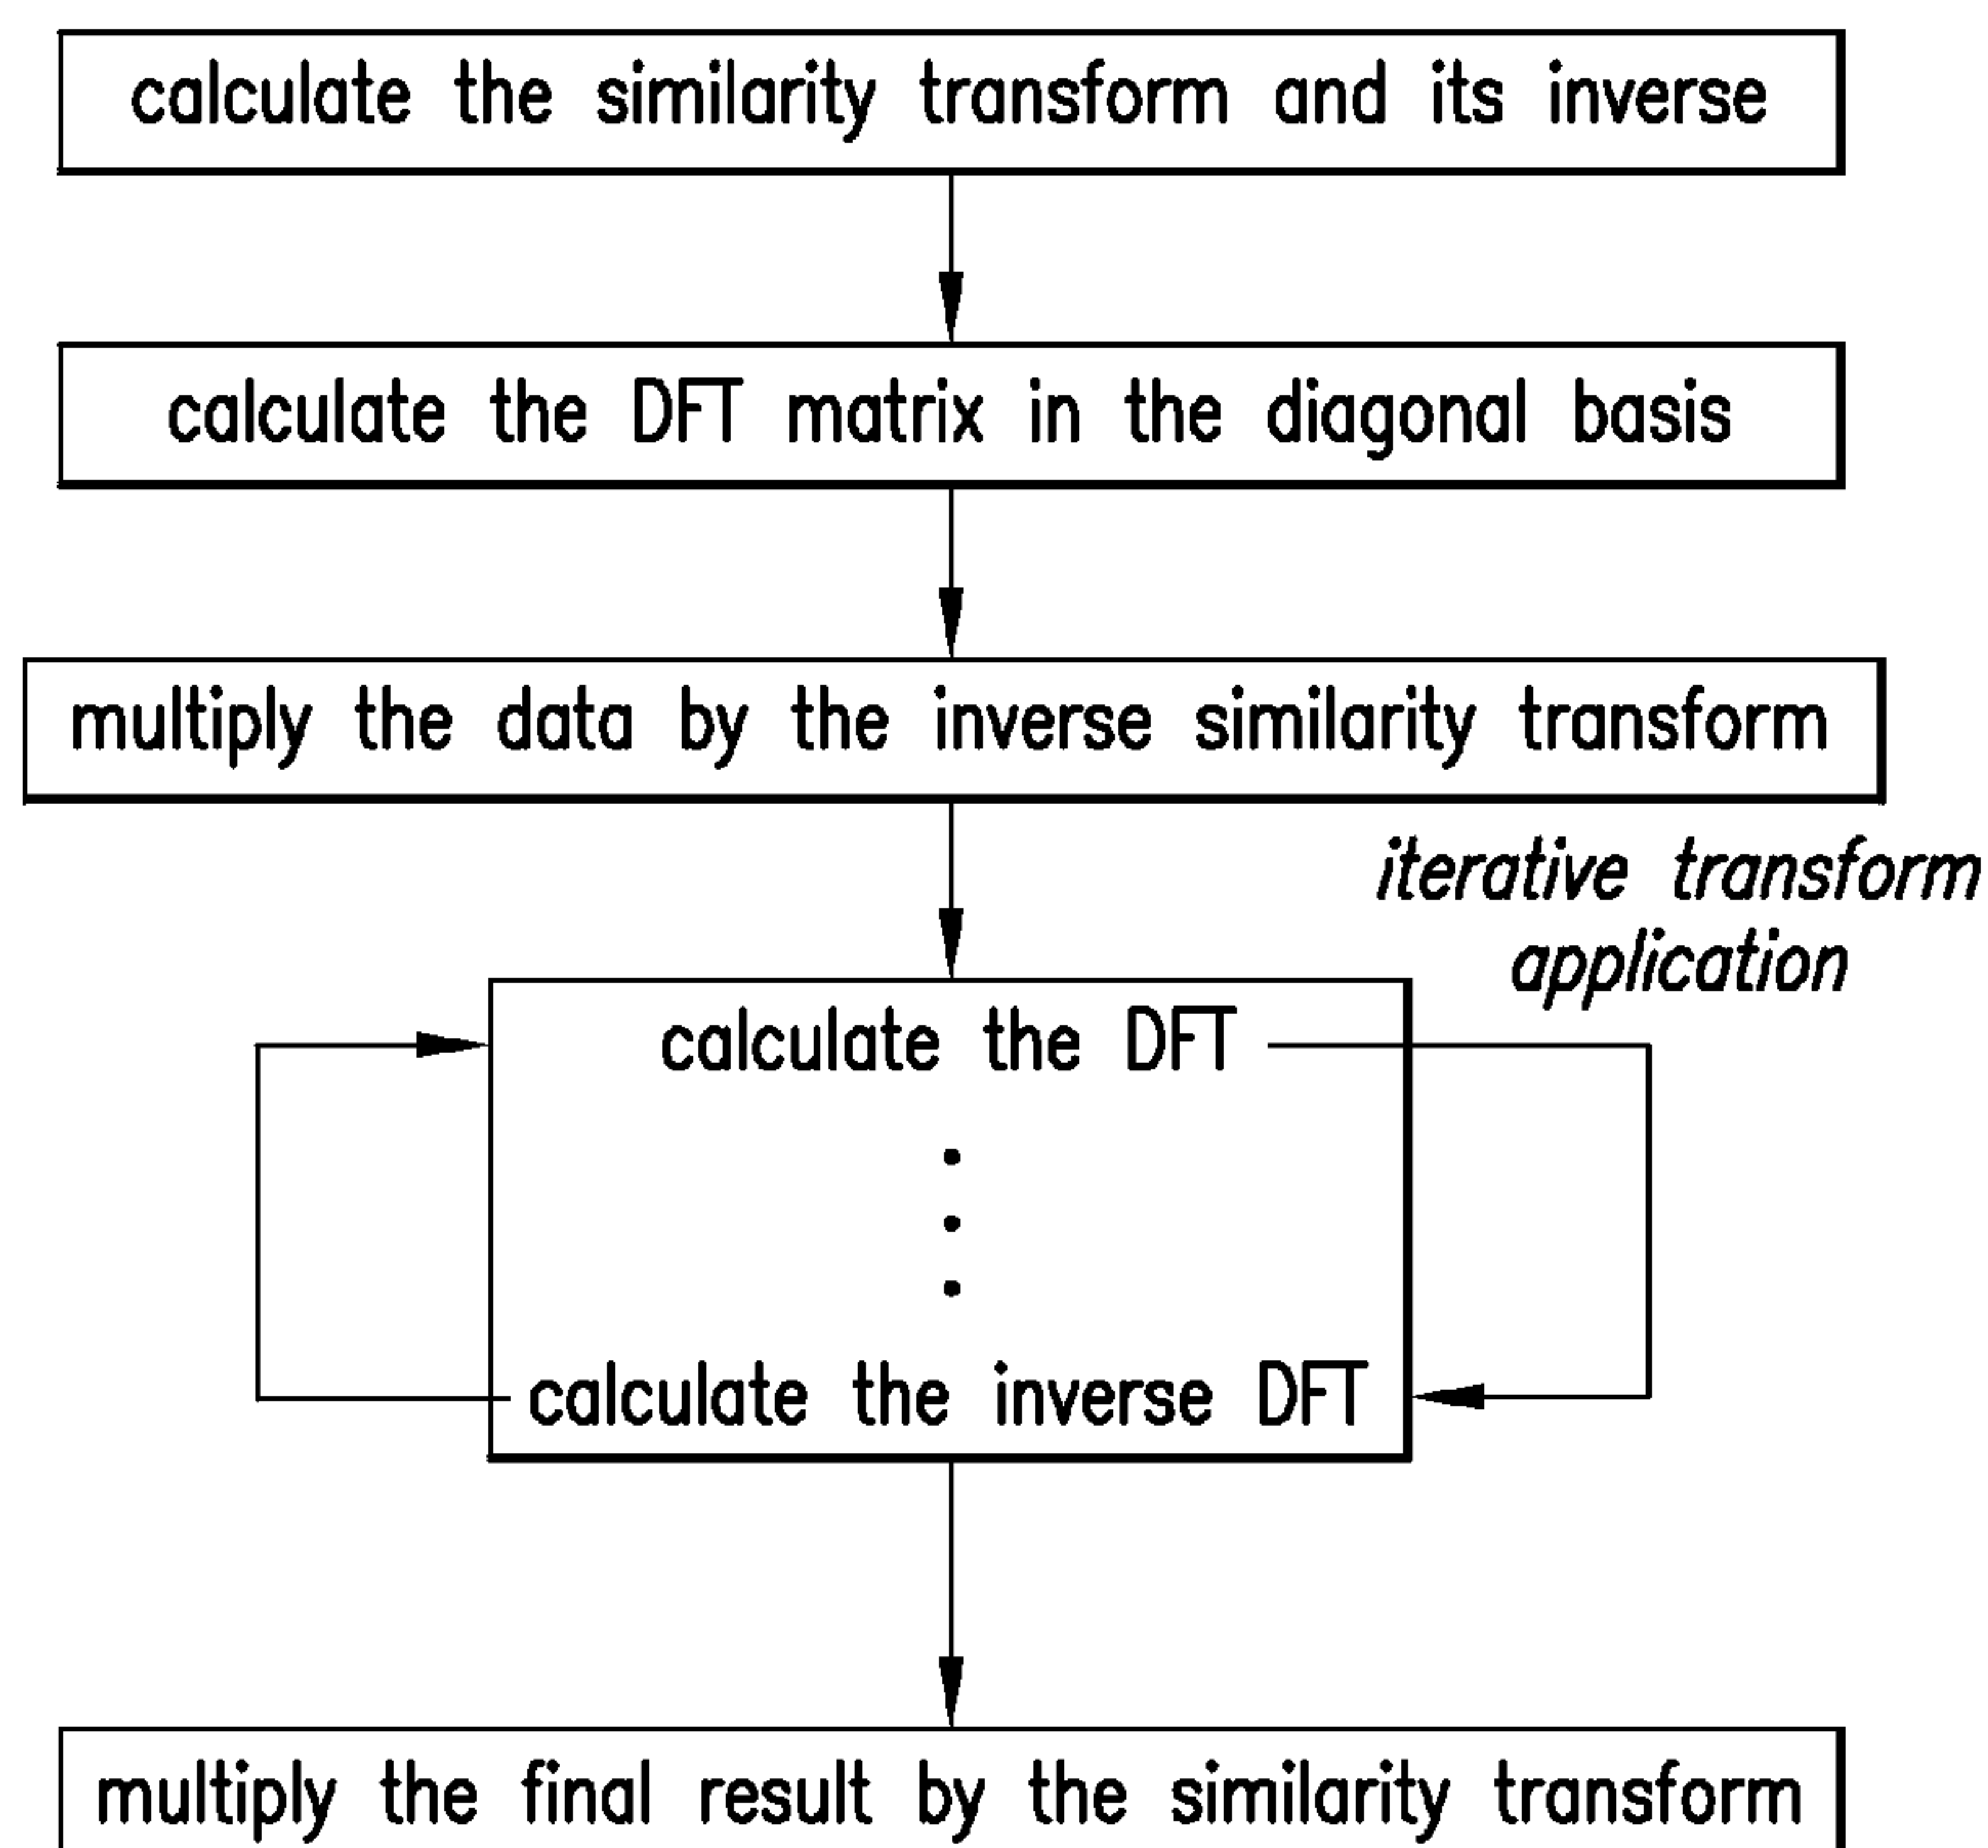 calculate the similarity transform and its inverse
calculate the DFT matrix in the diagonal basis
multiply the data by the inverse similarity transform
iterative transform
application
calculate the DFT
calculate the inverse DFT
multiply the final result by the similarity transform